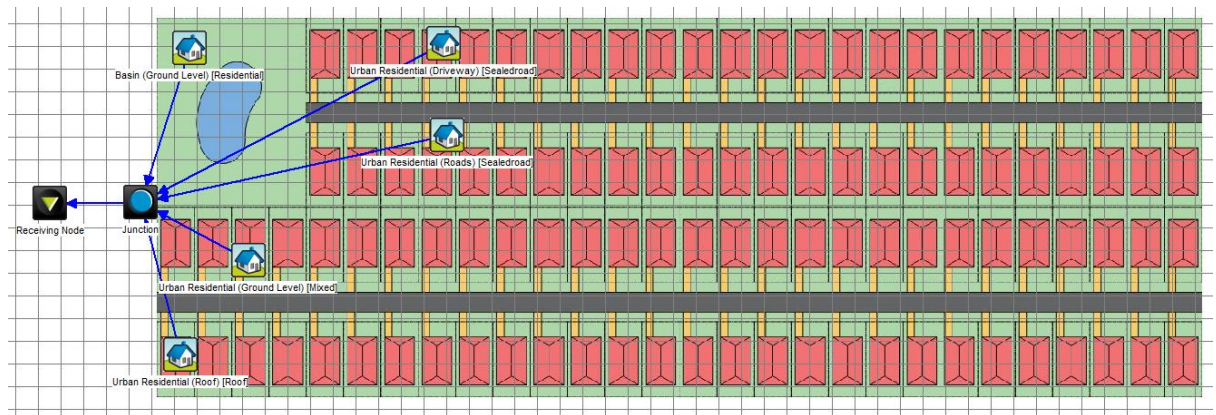 Basin (Ground Level) [Residential]
Urban Residential (Driveway) [Sealedroad]
Urban Residential (Roads) [Sealedroad]
Receiving Node
Junction
Urban Residential (Ground Level) [Mixed]
Urban Residential (Roof) [Roof]